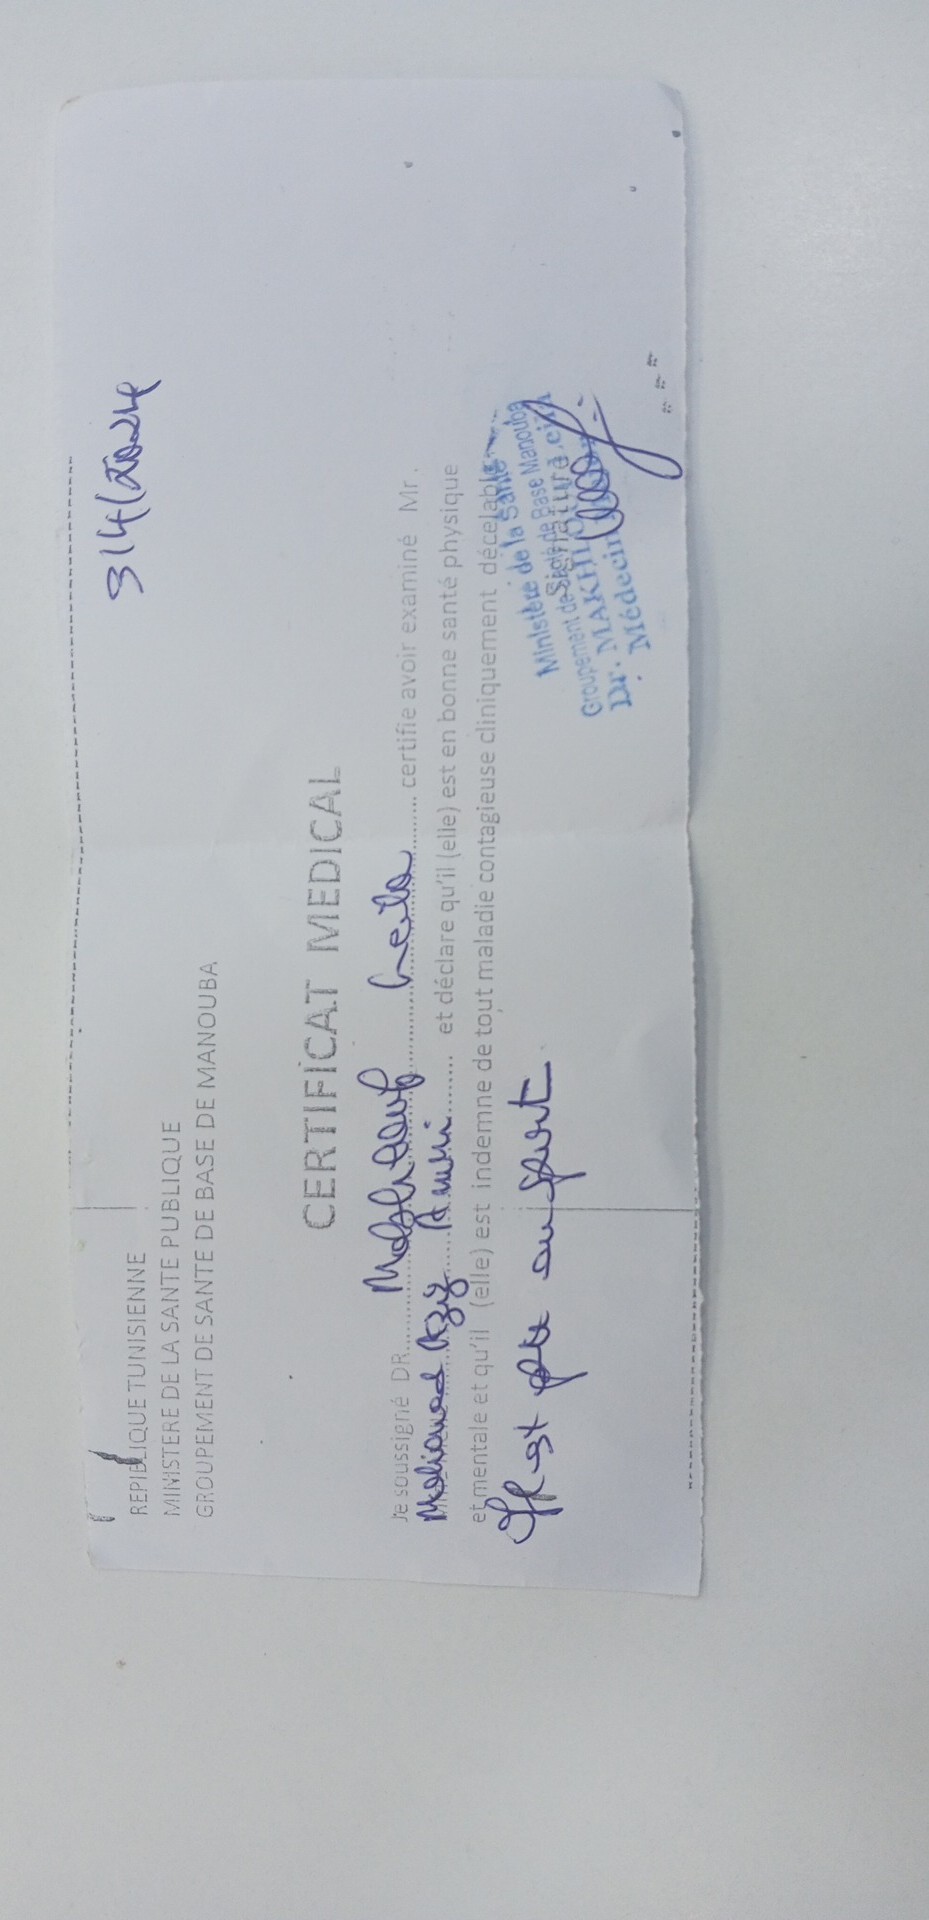 3/4/2024
REPUBLIQUE TUNISIENNE
MINISTERE DE LA SANTE PUBLIQUE
GROUPEMENT DE SANTE DE BASE DE MANOUBA
CERTIFICAT MEDICAL
Je soussigné DR. Makhlouf Leila certifie avoir examiné Mr.
Mohamed Aziz et déclare qu'il (elle) est en bonne santé physique
et mentale et qu'il (elle) est indemne de tout maladie contagieuse cliniquement décelable
est au sport
Ministère de la Santé
Groupement de Santé de Base Manouba
Signature
Dr. MAKHLOUF
Médecin